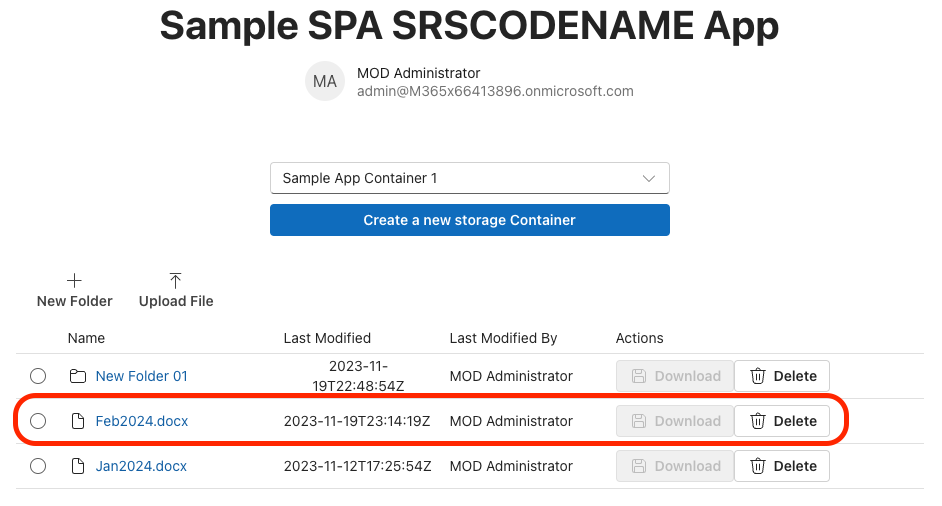 Sample SPA SRSCODENAME App
MA
MOD Administrator
admin@M365x66413896.onmicrosoft.com
Sample App Container 1
Create a new storage Container
New Folder Upload File
Name Last Modified Last Modified By Actions
New Folder 01 2023-11-19T22:48:54Z MOD Administrator Download Delete
Feb2024.docx 2023-11-19T23:14:19Z MOD Administrator Download Delete
Jan2024.docx 2023-11-12T17:25:54Z MOD Administrator Download Delete